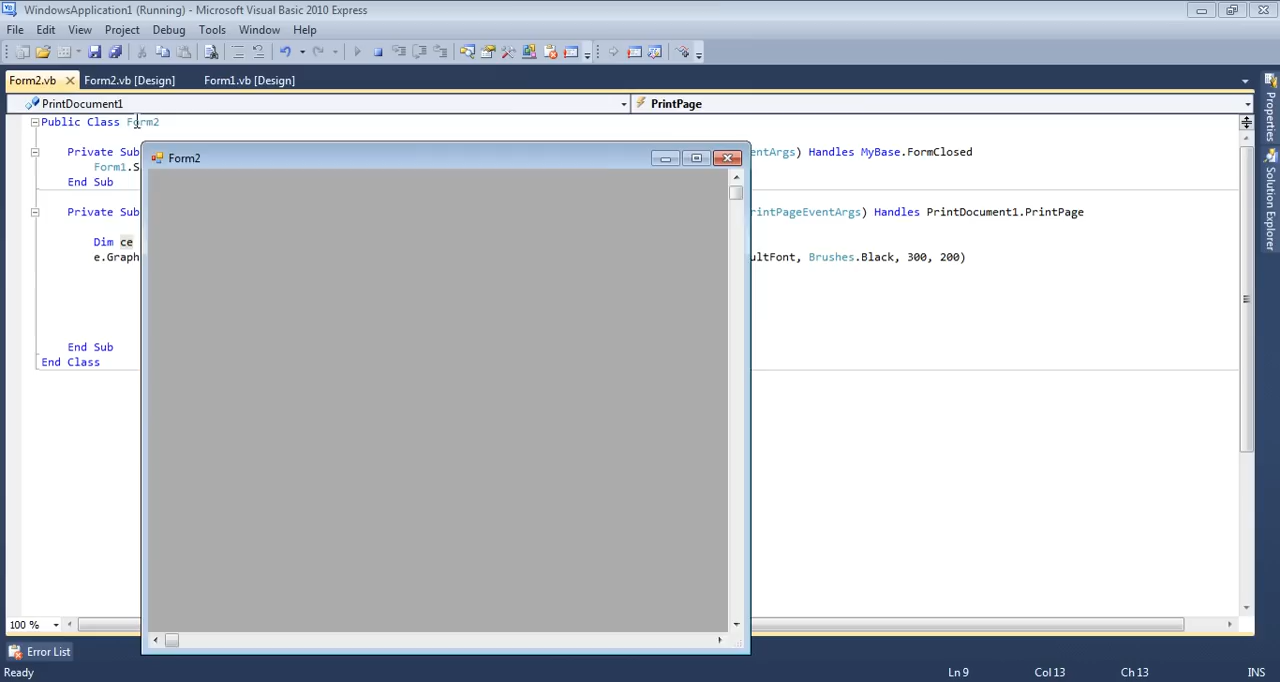 WindowsApplication1 (Running) - Microsoft Visual Basic 2010 Express
File Edit View Project Debug Tools Window Help
Form2.vb Form2.vb [Design] Form1.vb [Design]
PrintDocument1 PrintPage
Properties
Solution Explorer
Public Class Form2
Private Sub
entArgs) Handles MyBase.FormClosed
Form1.S
End Sub
Private Sub
rintPageEventArgs) Handles PrintDocument1.PrintPage
Dim ce
e.Graph
ultFont, Brushes.Black, 300, 200)
End Sub
End Class
Form2
100 %
Error List
Ready Ln 9 Col 13 Ch 13 INS